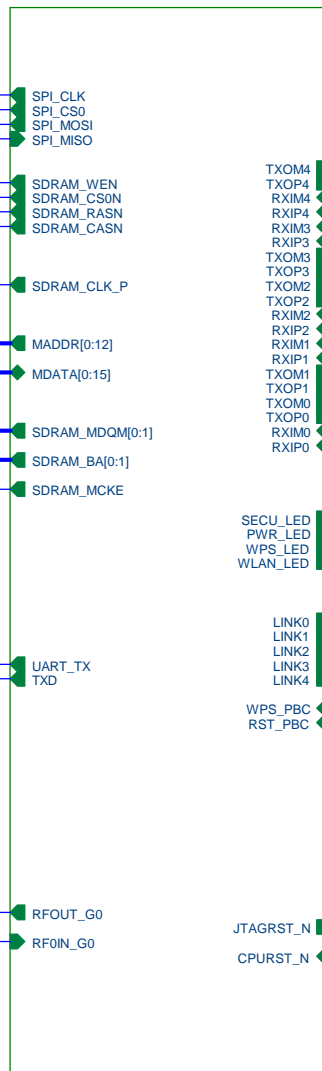 SPI_CLK
SPI_CS0
SPI_MOSI
SPI_MISO
SDRAM_WEN
SDRAM_CS0N
SDRAM_RASN
SDRAM_CASN
SDRAM_CLK_P
MADDR[0:12]
MDATA[0:15]
SDRAM_MDQM[0:1]
SDRAM_BA[0:1]
SDRAM_MCKE
UART_TX
TXD
RFOUT_G0
RF0IN_G0
TXOM4
TXOP4
RXIM4
RXIP4
RXIM3
RXIP3
TXOM3
TXOP3
TXOM2
TXOP2
RXIM2
RXIP2
RXIM1
RXIP1
TXOM1
TXOP1
TXOM0
TXOP0
RXIM0
RXIP0
SECU_LED
PWR_LED
WPS_LED
WLAN_LED
LINK0
LINK1
LINK2
LINK3
LINK4
WPS_PBC
RST_PBC
JTAGRST_N
CPURST_N